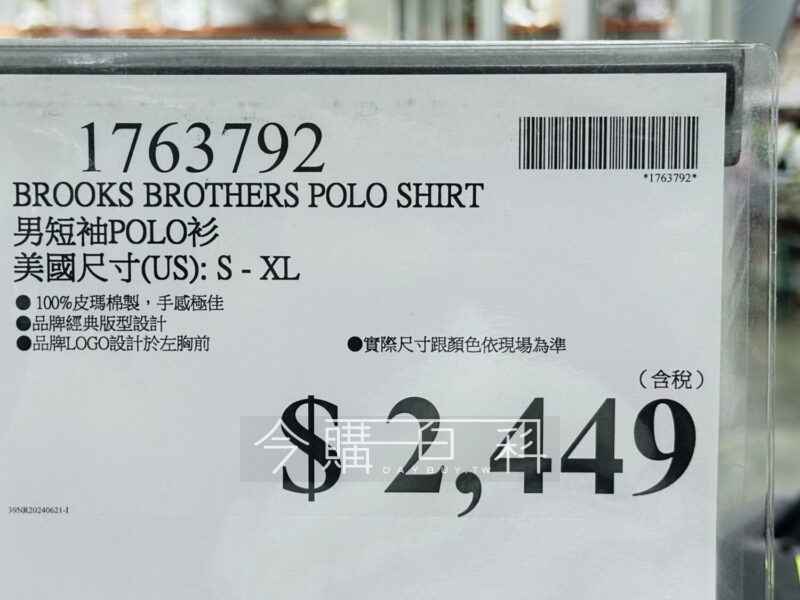 1763792
*1763792*
BROOKS BROTHERS POLO SHIRT
男短袖POLO衫
美國尺寸(US): S - XL
● 100%皮瑪棉製，手感極佳
●品牌經典版型設計
●品牌LOGO設計於左胸前
●實際尺寸跟顏色依現場為準
（含稅）
$ 2,449
今購百科
DAYBUY.TW
39NR20240621-I